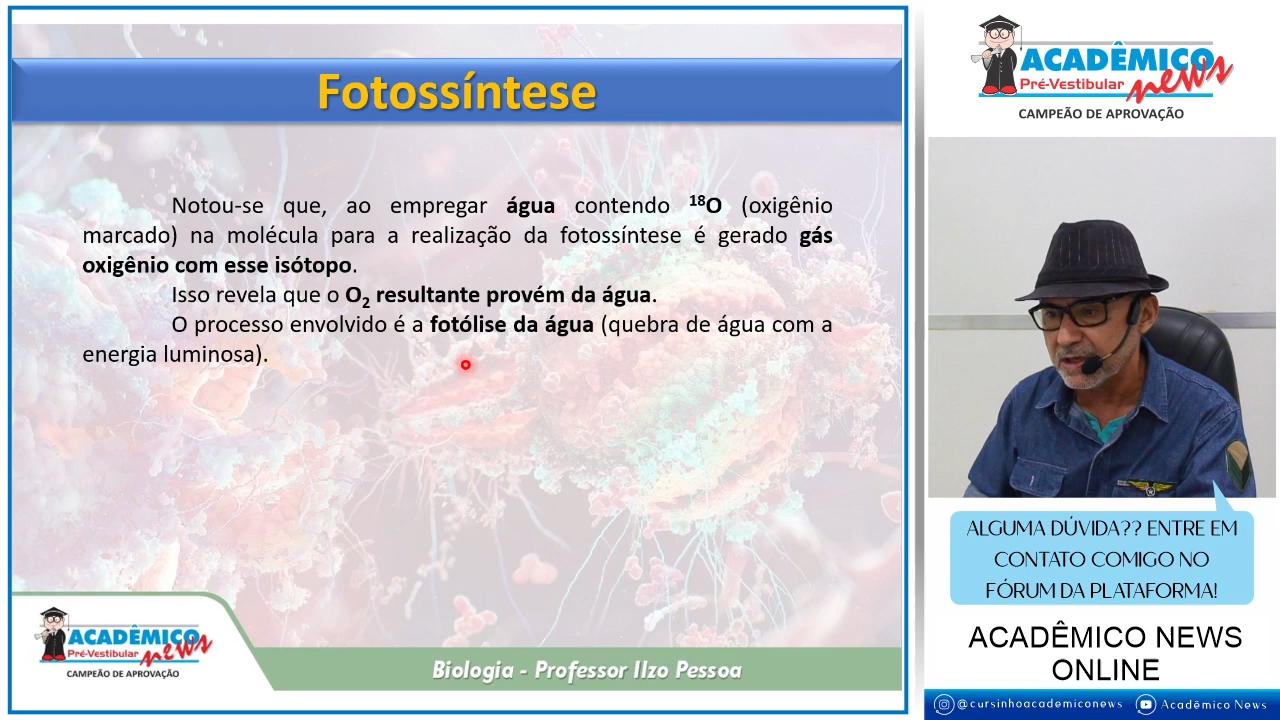 Fotossíntese
Notou-se que, ao empregar água contendo ¹⁸O (oxigênio
marcado) na molécula para a realização da fotossíntese é gerado gás
oxigênio com esse isótopo.
Isso revela que o O₂ resultante provém da água.
O processo envolvido é a fotólise da água (quebra de água com a
energia luminosa).
ACADÊMICO
Pré-Vestibular news
CAMPEÃO DE APROVAÇÃO
Biologia - Professor Ilzo Pessoa
ACADÊMICO
Pré-Vestibular news
CAMPEÃO DE APROVAÇÃO
ALGUMA DÚVIDA?? ENTRE EM
CONTATO COMIGO NO
FÓRUM DA PLATAFORMA!
ACADÊMICO NEWS
ONLINE
@cursinhoacademiconews Acadêmico News